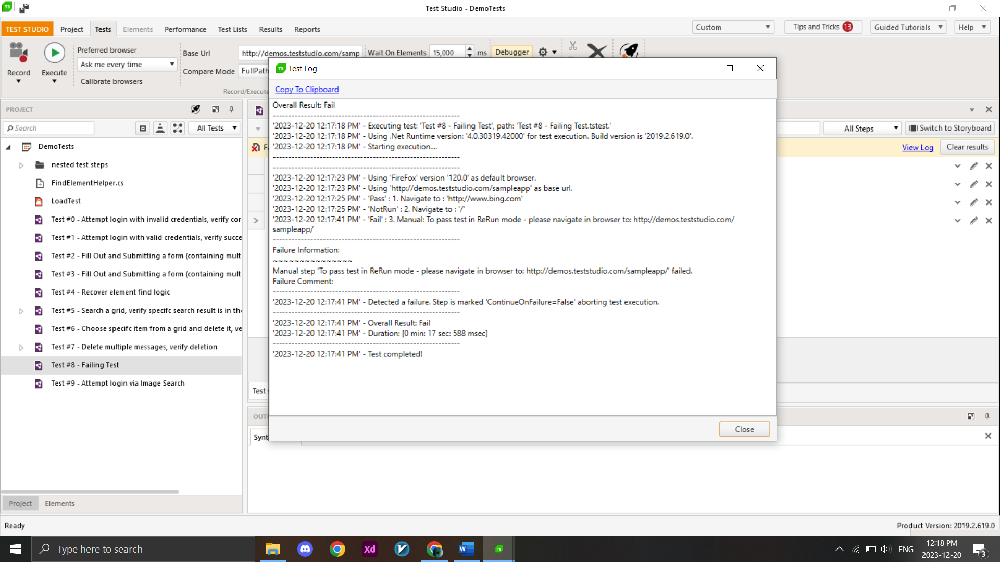 TS
Test Studio - DemoTests
TEST STUDIO Project Tests Elements Performance Test Lists Results Reports Custom Tips and Tricks 13 Guided Tutorials Help
Record
Execute
Preferred browser
Ask me every time
Calibrate browsers
Base Url http://demos.teststudio.com/samp
Compare Mode FullPath
Wait On Elements 15,000 ms Debugger
Record/Execute
TS Test Log
Copy To Clipboard
Overall Result: Fail
------------------------------------------------------------
'2023-12-20 12:17:18 PM' - Executing test: 'Test #8 - Failing Test', path: 'Test #8 - Failing Test.tstest.'
'2023-12-20 12:17:18 PM' - Using .Net Runtime version: '4.0.30319.42000' for test execution. Build version is '2019.2.619.0'.
'2023-12-20 12:17:18 PM' - Starting execution....
------------------------------------------------------------
------------------------------------------------------------
'2023-12-20 12:17:23 PM' - Using 'FireFox' version '120.0' as default browser.
'2023-12-20 12:17:23 PM' - Using 'http://demos.teststudio.com/sampleapp' as base url.
'2023-12-20 12:17:25 PM' - 'Pass' : 1. Navigate to : 'http://www.bing.com'
'2023-12-20 12:17:25 PM' - 'NotRun' : 2. Navigate to : '/'
'2023-12-20 12:17:41 PM' - 'Fail' : 3. Manual: To pass test in ReRun mode - please navigate in browser to: http://demos.teststudio.com/
sampleapp/
------------------------------------------------------------
Failure Information:
~~~~~~~~~~~~~~~
Manual step 'To pass test in ReRun mode - please navigate in browser to: http://demos.teststudio.com/sampleapp/' failed.
Failure Comment:
------------------------------------------------------------
'2023-12-20 12:17:41 PM' - Detected a failure. Step is marked 'ContinueOnFailure=False' aborting test execution.
------------------------------------------------------------
'2023-12-20 12:17:41 PM' - Overall Result: Fail
'2023-12-20 12:17:41 PM' - Duration: [0 min: 17 sec: 588 msec]
------------------------------------------------------------
'2023-12-20 12:17:41 PM' - Test completed!
Close
PROJECT
Search All Tests
DemoTests
nested test steps
FindElementHelper.cs
LoadTest
Test #0 - Attempt login with invalid credentials, verify cor
Test #1 - Attempt login with valid credentials, verify succe
Test #2 - Fill Out and Submitting a form (containing mult
Test #3 - Fill Out and Submitting a form (containing mult
Test #4 - Recover element find logic
Test #5 - Search a grid, verify specifc search result is in the
Test #6 - Choose specifc item from a grid and delete it, ve
Test #7 - Delete multiple messages, verify deletion
Test #8 - Failing Test
Test #9 - Attempt login via Image Search
Project Elements
All Steps Switch to Storyboard
View Log Clear results
Test
OUT
Synt
Ready
Product Version: 2019.2.619.0
Type here to search
Xd
W
TS
ENG
12:18 PM
2023-12-20
3